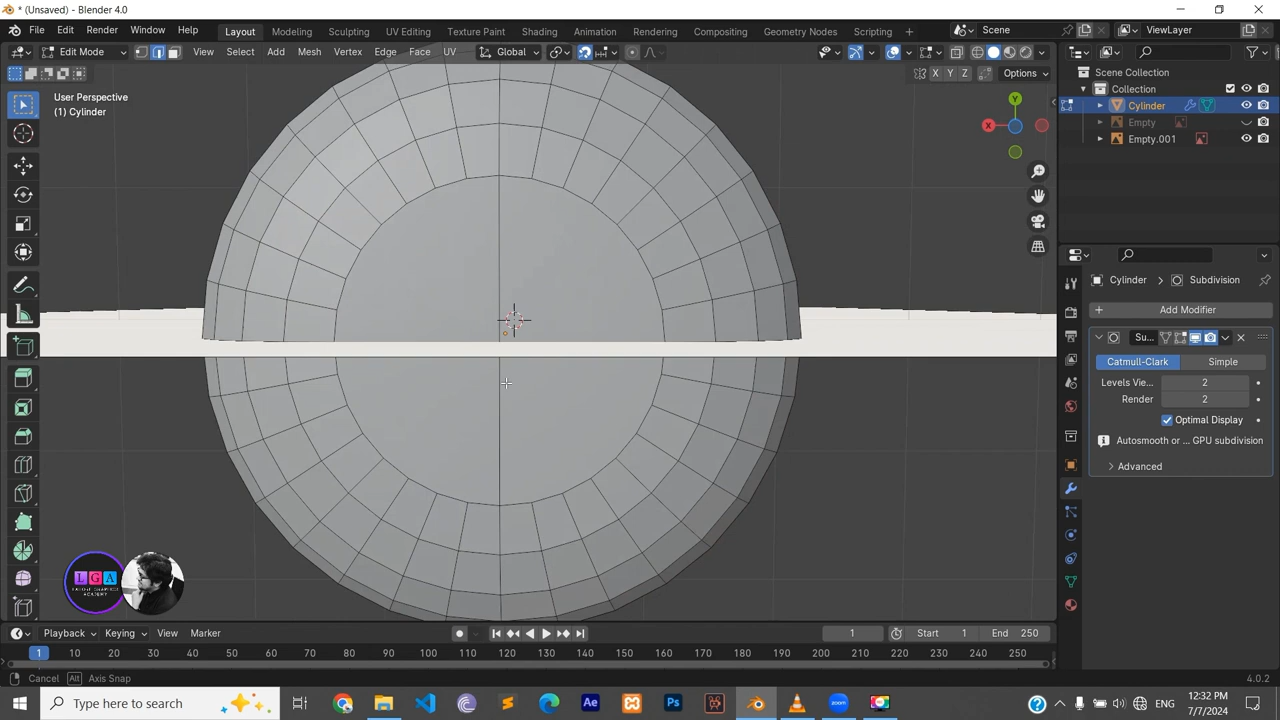 * (Unsaved) - Blender 4.0
File Edit Render Window Help Layout Modeling Sculpting UV Editing Texture Paint Shading Animation Rendering Compositing Geometry Nodes Scripting + Scene ViewLayer
Edit Mode View Select Add Mesh Vertex Edge Face UV Global
X Y Z Options
Scene Collection
User Perspective
(1) Cylinder
Collection
Cylinder
Empty
Empty.001
Y
X
Cylinder > Subdivision
+ Add Modifier
Su...
Catmull-Clark Simple
Levels Vie... 2
Render 2
Optimal Display
Autosmooth or ... GPU subdivision
> Advanced
LGA
Playback Keying View Marker 1 Start 1 End 250
1 10 20 30 40 50 60 70 80 90 100 110 120 130 140 150 160 170 180 190 200 210 220 230 240 250
Cancel Alt Axis Snap 4.0.2
Type here to search Ae Ps zoom ENG 12:32 PM
7/7/2024